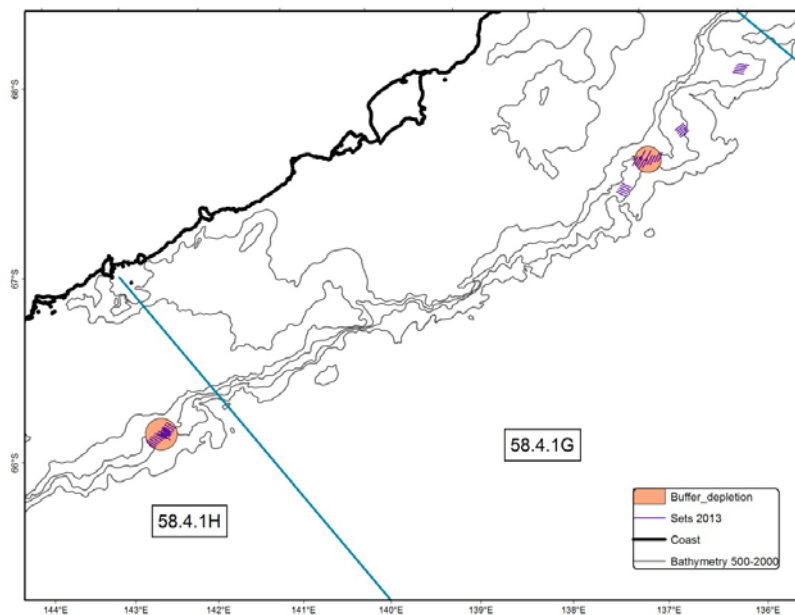 68°S
67°S
66°S
58.4.1G
58.4.1H
Buffer_depletion
Sets 2013
Coast
Bathymetry 500-2000
144°E 143°E 142°E 141°E 140°E 139°E 138°E 137°E 136°E